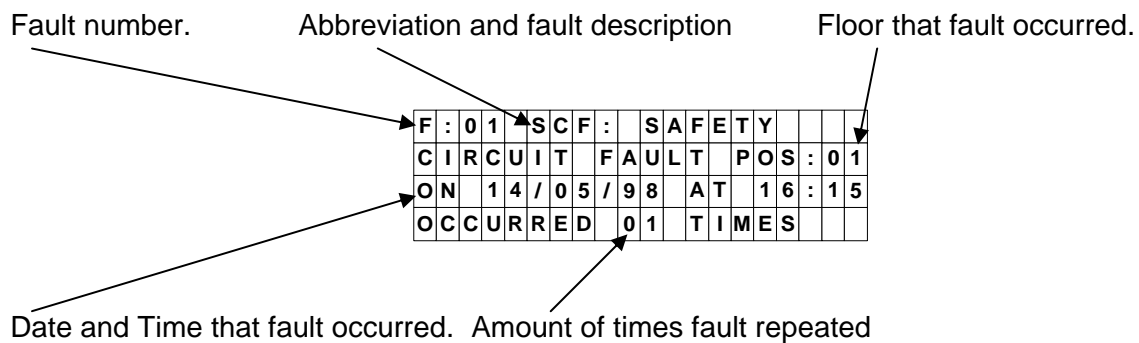 Fault number. Abbreviation and fault description Floor that fault occurred.
F:01 SCF: SAFETY
CIRCUIT FAULT POS:01
ON 14/05/98 AT 16:15
OCCURRED 01 TIMES
Date and Time that fault occurred. Amount of times fault repeated